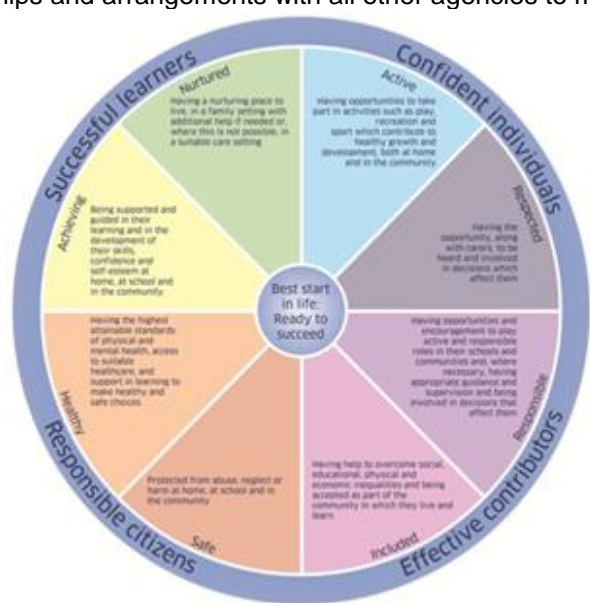 hips and arrangements with all other agencies to
Successful learners
Confident individuals
Nurtured
Having a nurturing place to
live, in a family setting with
additional help if needed or,
where this is not possible, in
a suitable care setting
Active
Having opportunities to take
part in activities such as play,
recreation and
sport which contribute to
healthy growth and
development, both at home
and in the community
Achieving
Being supported and
guided in their
learning and in the
development of
their skills,
confidence and
self-esteem at
home, at school and
in the community
Respected
Having the
opportunity, along
with carers, to be
heard and involved
in decisions which
affect them
Best start
in life:
Ready to
succeed
Healthy
Having the highest
attainable standards
of physical and
mental health, access
to suitable
healthcare, and
support in learning to
make healthy and
safe choices
Responsible
Having opportunities and
encouragement to play
active and responsible
roles in their schools and
communities and, where
necessary, having
appropriate guidance and
supervision and being
involved in decisions that
affect them
Protected from abuse, neglect or
harm at home, at school and in
the community
Safe
Having help to overcome social,
educational, physical and
economic inequalities and being
accepted as part of the
community in which they live and
learn
Included
Responsible citizens
Effective contributors